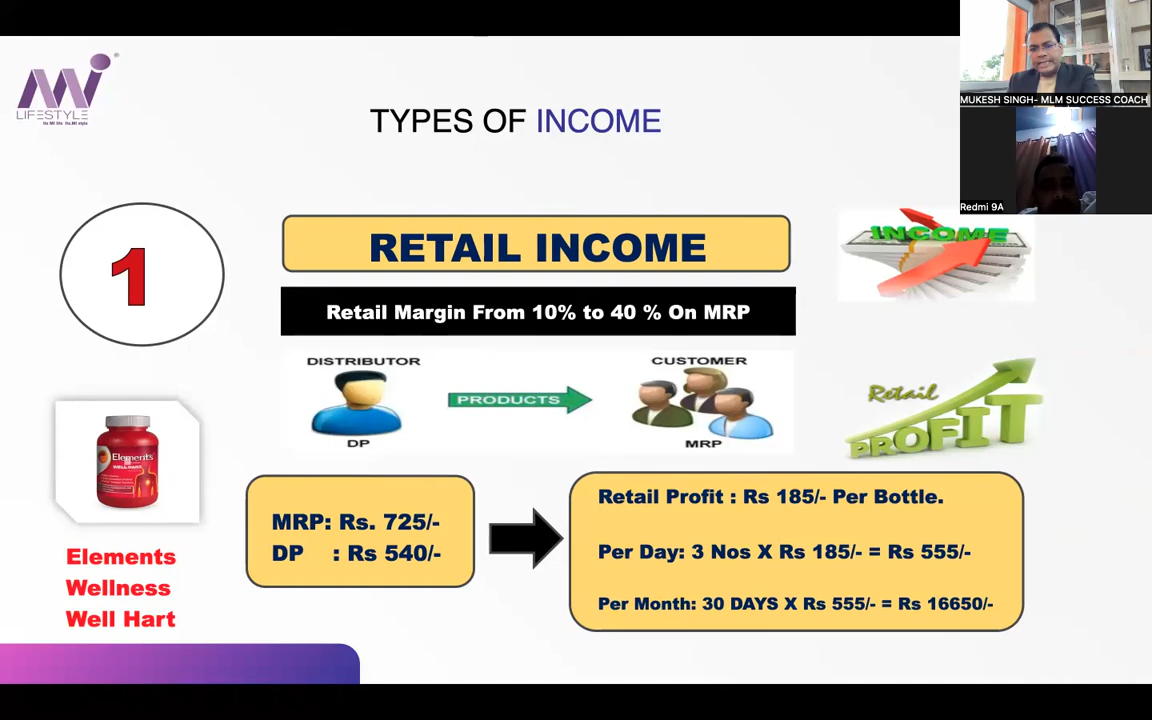 LIFESTYLE
TYPES OF INCOME
MUKESH SINGH- MLM SUCCESS COACH
Redmi 9A
1
RETAIL INCOME
INCOME
Retail Margin From 10% to 40 % On MRP
DISTRIBUTOR
CUSTOMER
PRODUCTS
DP
MRP
Retail
PROFIT
Elements
WELL HART
MRP: Rs. 725/-
DP : Rs 540/-
Retail Profit : Rs 185/- Per Bottle.
Per Day: 3 Nos X Rs 185/- = Rs 555/-
Per Month: 30 DAYS X Rs 555/- = Rs 16650/-
Elements
Wellness
Well Hart